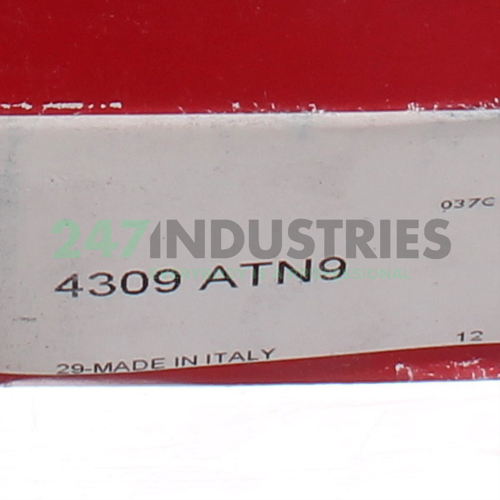 037C
247INDUSTRIES
4309 ATN9
12
29-MADE IN ITALY